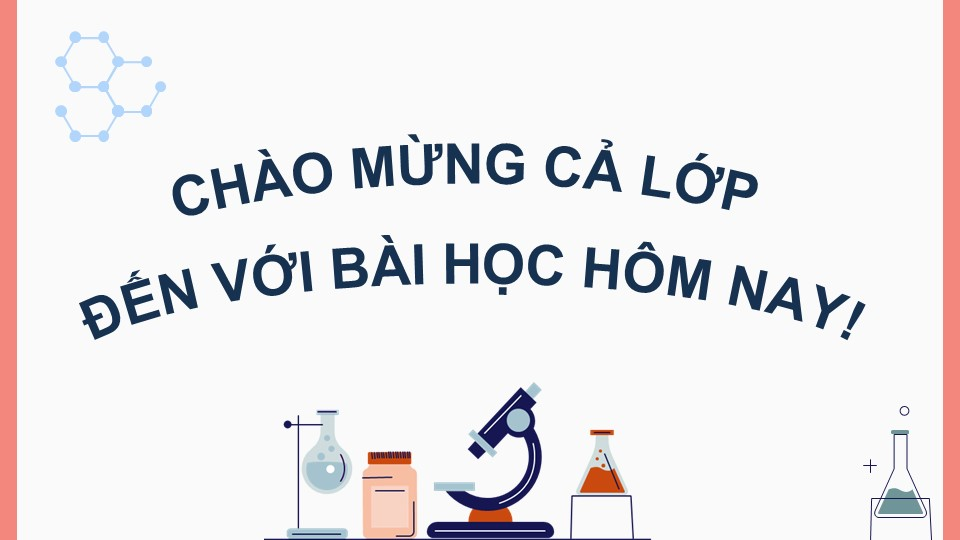 CHÀO MỪNG CẢ LỚP
ĐẾN VỚI BÀI HỌC HÔM NAY!